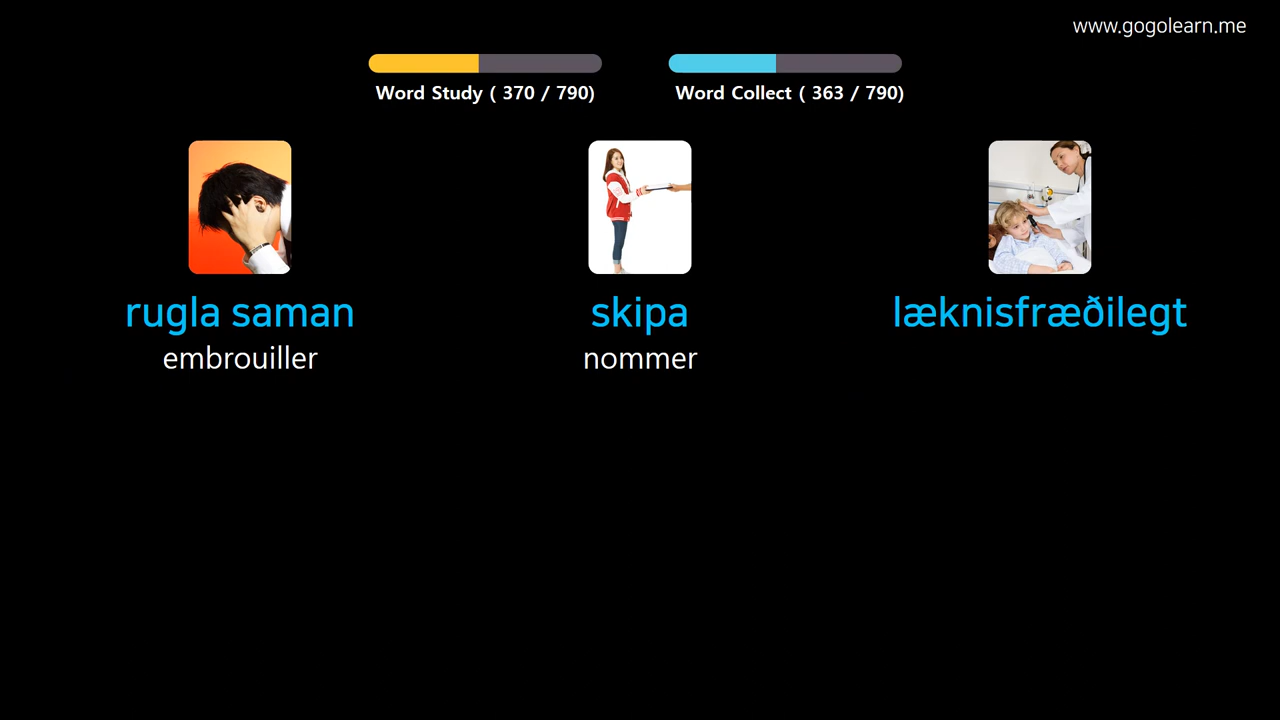 www.gogolearn.me
Word Study ( 370 / 790)
Word Collect ( 363 / 790)
rugla saman
skipa
læknisfræðilegt
embrouiller
nommer